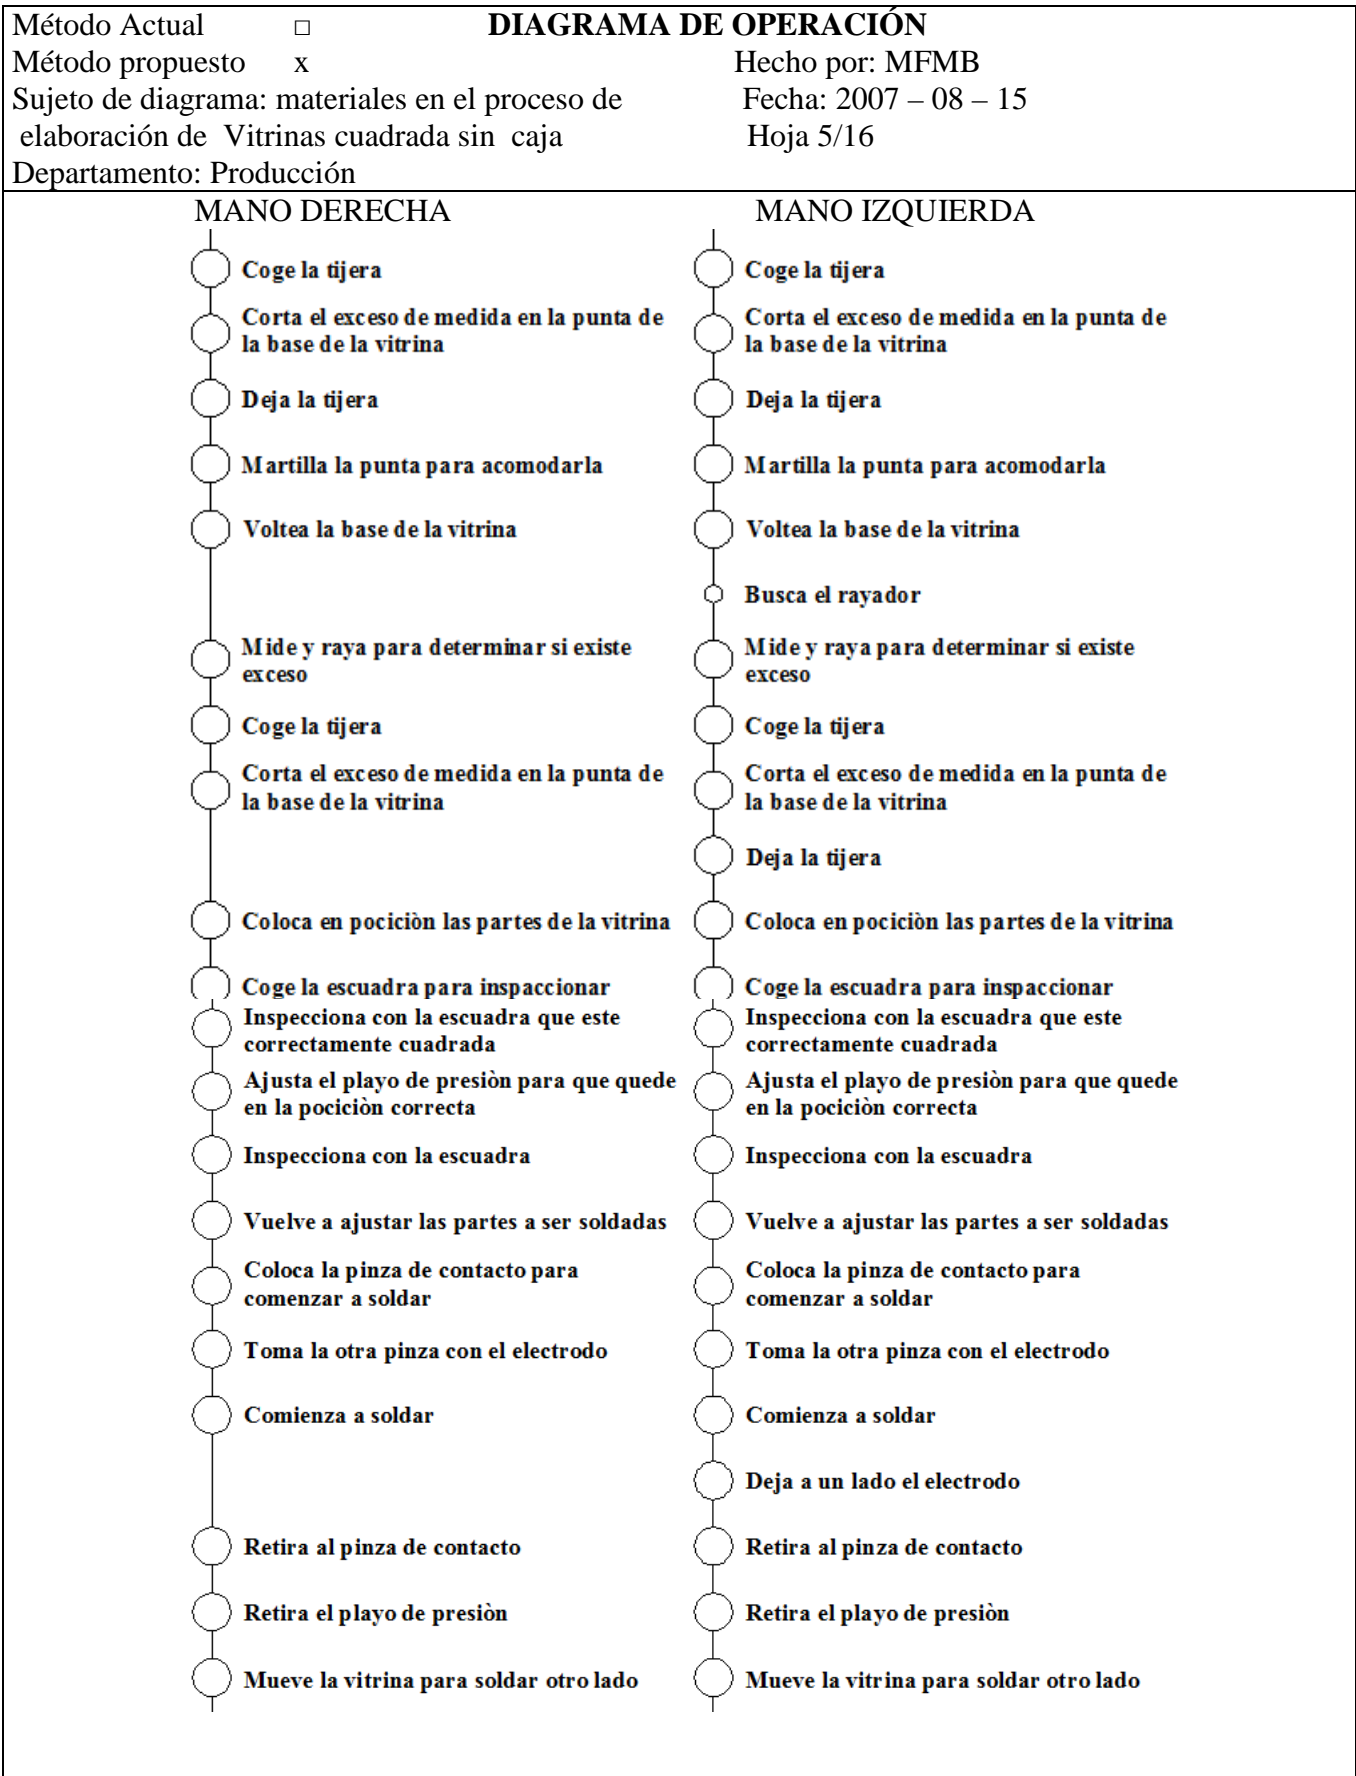 Método Actual □ DIAGRAMA DE OPERACIÓN
Método propuesto x Hecho por: MFMB
Sujeto de diagrama: materiales en el proceso de Fecha: 2007 – 08 – 15
elaboración de Vitrinas cuadrada sin caja Hoja 5/16
Departamento: Producción
MANO DERECHA MANO IZQUIERDA
Coge la tijera Coge la tijera
Corta el exceso de medida en la punta de Corta el exceso de medida en la punta de
la base de la vitrina la base de la vitrina
Deja la tijera Deja la tijera
Martilla la punta para acomodarla Martilla la punta para acomodarla
Voltea la base de la vitrina Voltea la base de la vitrina
Busca el rayador
Mide y raya para determinar si existe Mide y raya para determinar si existe
exceso exceso
Coge la tijera Coge la tijera
Corta el exceso de medida en la punta de Corta el exceso de medida en la punta de
la base de la vitrina la base de la vitrina
Deja la tijera
Coloca en pociciòn las partes de la vitrina Coloca en pociciòn las partes de la vitrina
Coge la escuadra para inspaccionar Coge la escuadra para inspaccionar
Inspecciona con la escuadra que este Inspecciona con la escuadra que este
correctamente cuadrada correctamente cuadrada
Ajusta el playo de presiòn para que quede Ajusta el playo de presiòn para que quede
en la pociciòn correcta en la pociciòn correcta
Inspecciona con la escuadra Inspecciona con la escuadra
Vuelve a ajustar las partes a ser soldadas Vuelve a ajustar las partes a ser soldadas
Coloca la pinza de contacto para Coloca la pinza de contacto para
comenzar a soldar comenzar a soldar
Toma la otra pinza con el electrodo Toma la otra pinza con el electrodo
Comienza a soldar Comienza a soldar
Deja a un lado el electrodo
Retira al pinza de contacto Retira al pinza de contacto
Retira el playo de presiòn Retira el playo de presiòn
Mueve la vitrina para soldar otro lado Mueve la vitrina para soldar otro lado